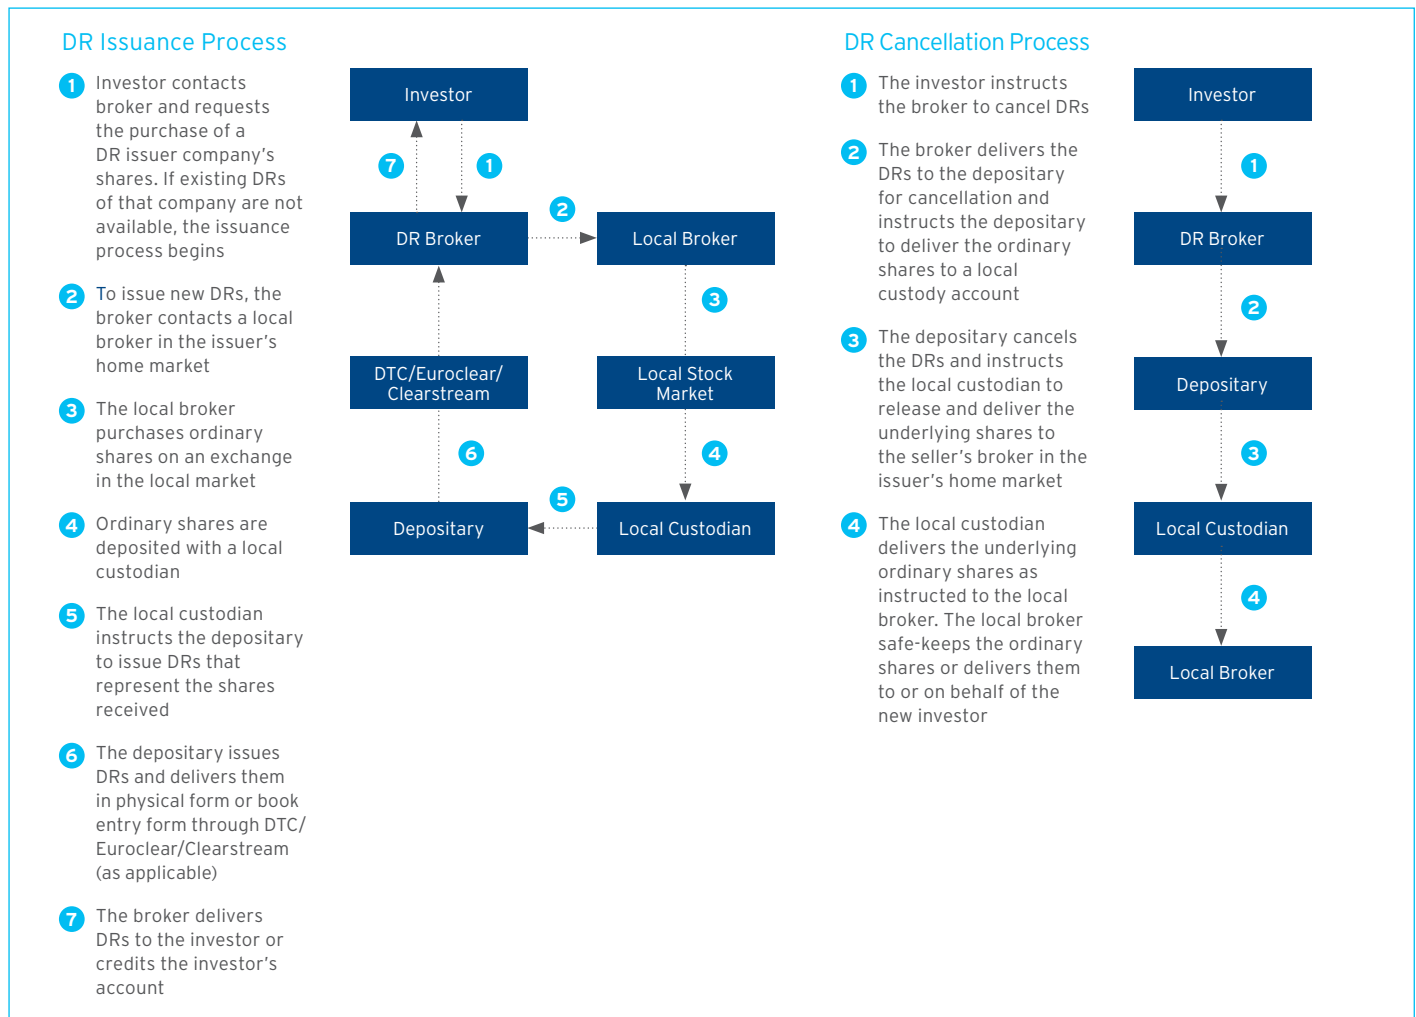 DR Issuance Process
1 Investor contacts
broker and requests
the purchase of a
DR issuer company's
shares. If existing DRs
of that company are not
available, the issuance
process begins
2 To issue new DRs, the
broker contacts a local
broker in the issuer's
home market
3 The local broker
purchases ordinary
shares on an exchange
in the local market
4 Ordinary shares are
deposited with a local
custodian
5 The local custodian
instructs the depositary
to issue DRs that
represent the shares
received
6 The depositary issues
DRs and delivers them
in physical form or book
entry form through DTC/
Euroclear/Clearstream
(as applicable)
7 The broker delivers
DRs to the investor or
credits the investor's
account
Investor
7
1
DR Broker
2
Local Broker
3
DTC/Euroclear/
Clearstream
Local Stock
Market
6
4
Depositary
5
Local Custodian
DR Cancellation Process
1 The investor instructs
the broker to cancel DRs
2 The broker delivers the
DRs to the depositary
for cancellation and
instructs the depositary
to deliver the ordinary
shares to a local
custody account
3 The depositary cancels
the DRs and instructs
the local custodian to
release and deliver the
underlying shares to
the seller's broker in the
issuer's home market
4 The local custodian
delivers the underlying
ordinary shares as
instructed to the local
broker. The local broker
safe-keeps the ordinary
shares or delivers them
to or on behalf of the
new investor
Investor
1
DR Broker
2
Depositary
3
Local Custodian
4
Local Broker